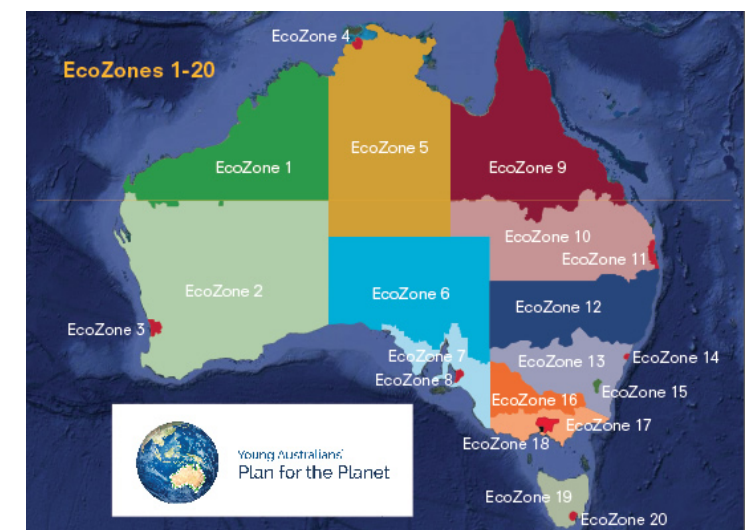 EcoZone 4
EcoZones 1-20
EcoZone 5
EcoZone 1
EcoZone 9
EcoZone 10
EcoZone 11
EcoZone 2
EcoZone 6
EcoZone 12
EcoZone 3
EcoZone 7
EcoZone 13
EcoZone 14
EcoZone 8
EcoZone 15
EcoZone 16
EcoZone 17
EcoZone 18
Young Australians'
Plan for the Planet
EcoZone 19
EcoZone 20